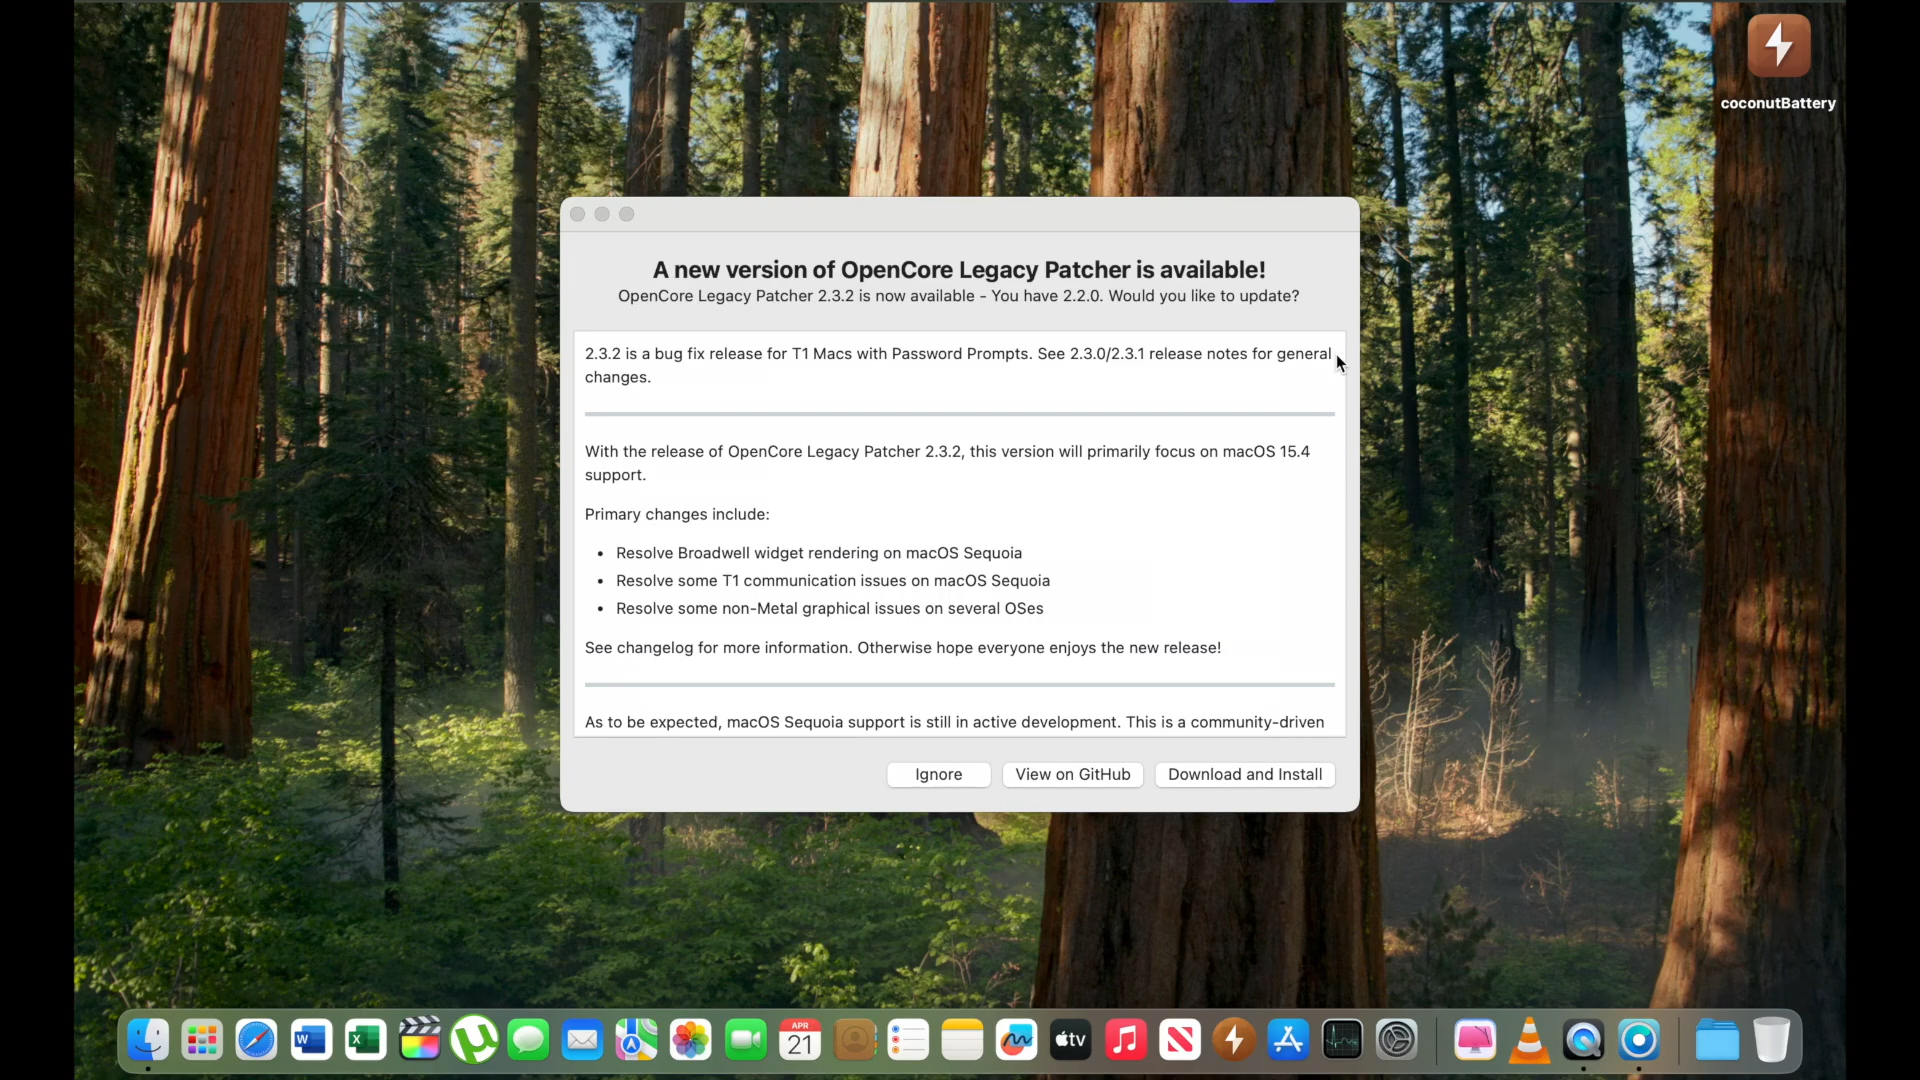 coconutBattery
A new version of OpenCore Legacy Patcher is available!
OpenCore Legacy Patcher 2.3.2 is now available - You have 2.2.0. Would you like to update?
2.3.2 is a bug fix release for T1 Macs with Password Prompts. See 2.3.0/2.3.1 release notes for general
changes.
With the release of OpenCore Legacy Patcher 2.3.2, this version will primarily focus on macOS 15.4
support.
Primary changes include:
• Resolve Broadwell widget rendering on macOS Sequoia
• Resolve some T1 communication issues on macOS Sequoia
• Resolve some non-Metal graphical issues on several OSes
See changelog for more information. Otherwise hope everyone enjoys the new release!
As to be expected, macOS Sequoia support is still in active development. This is a community-driven
Ignore
View on GitHub
Download and Install
W
X
APR
21
tv